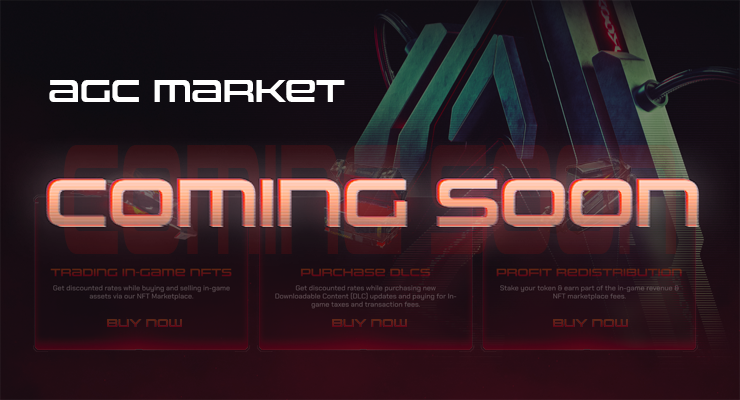 AGC MARKET
COMING SOON
TRADING IN-GAME NFTS
Get discounted rates while buying and selling in-game
assets via our NFT Marketplace.
BUY NOW
PURCHASE DLCS
Get discounted rates while purchasing new
Downloadable Content [DLC] updates and paying for In-
game taxes and transaction fees.
BUY NOW
PROFIT REDISTRIBUTION
Stake your token & earn part of the in-game revenue &
NFT marketplace fees.
BUY NOW